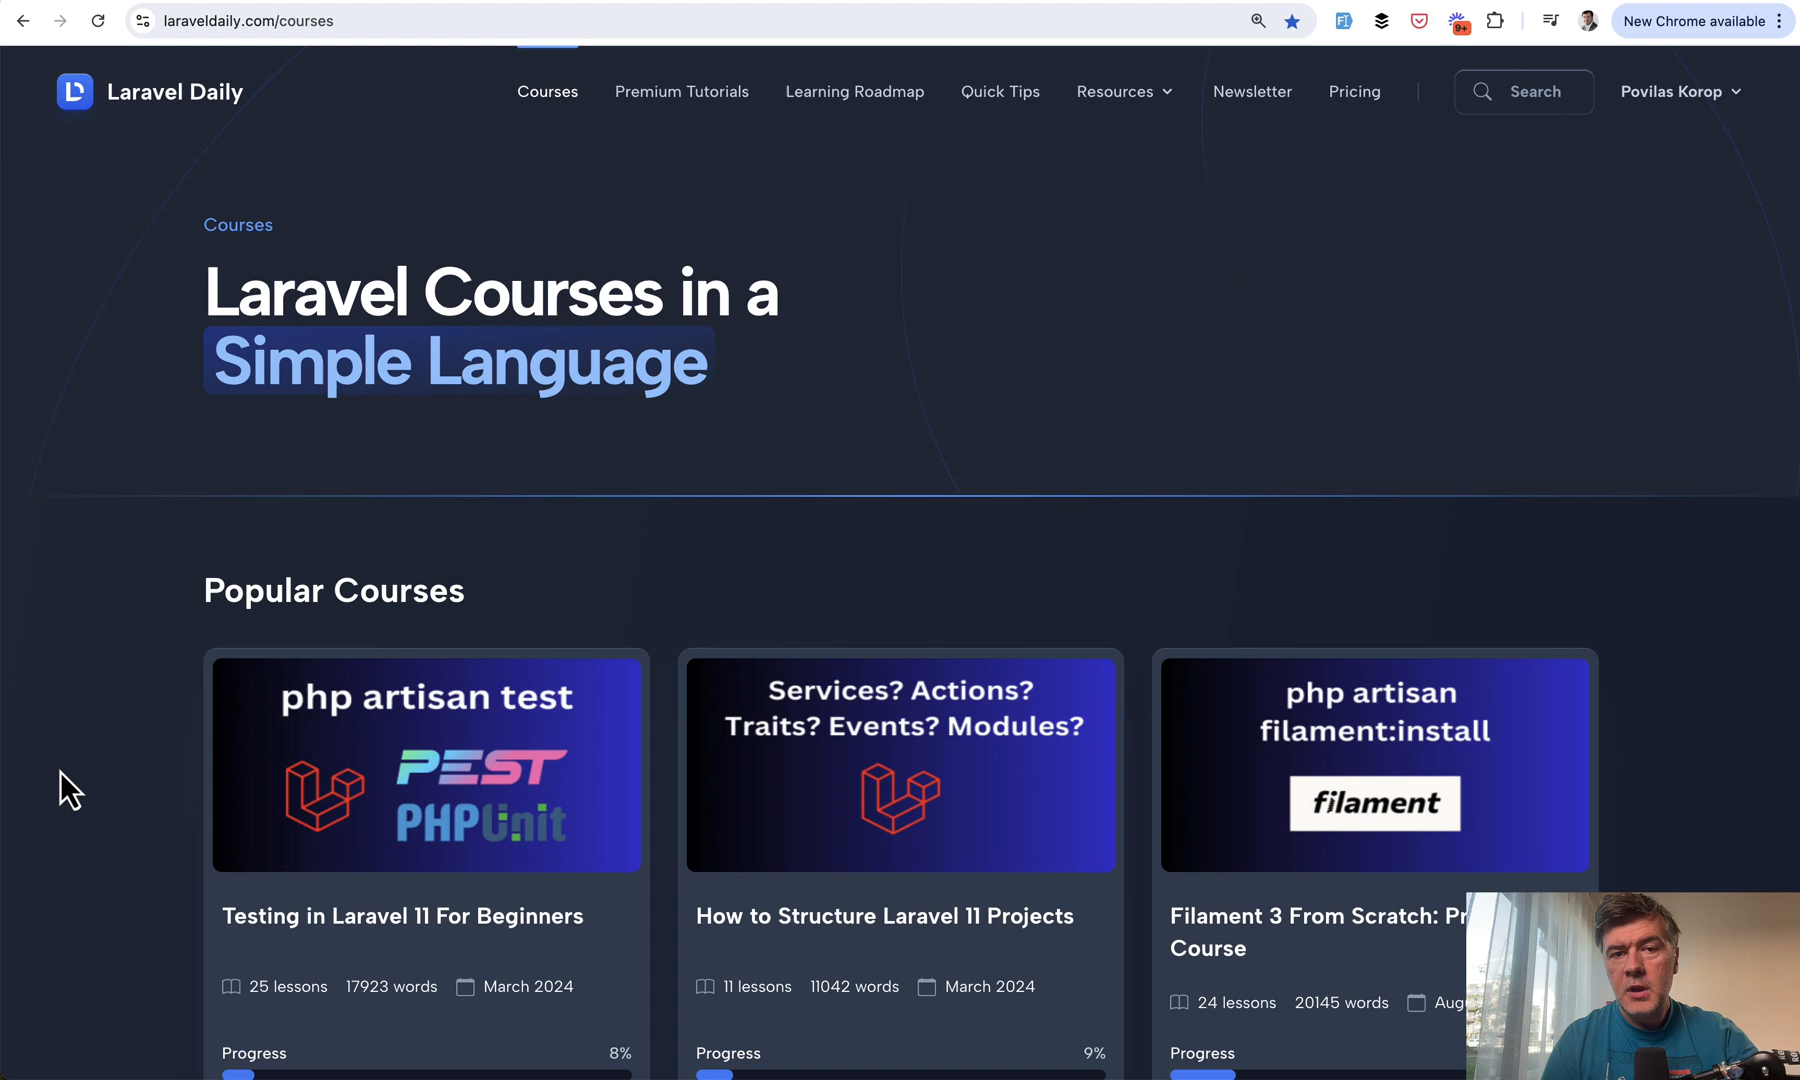 laraveldaily.com/courses
9+
New Chrome available
Laravel Daily
Courses
Premium Tutorials
Learning Roadmap
Quick Tips
Resources
Newsletter
Pricing
Search
Povilas Korop
Courses
Laravel Courses in a
Simple Language
Popular Courses
php artisan test
PEST
PHPUnit
Testing in Laravel 11 For Beginners
25 lessons 17923 words March 2024
Progress 8%
Services? Actions?
Traits? Events? Modules?
How to Structure Laravel 11 Projects
11 lessons 11042 words March 2024
Progress 9%
php artisan
filament:install
filament
Filament 3 From Scratch:
Course
24 lessons 20145 words
Progress